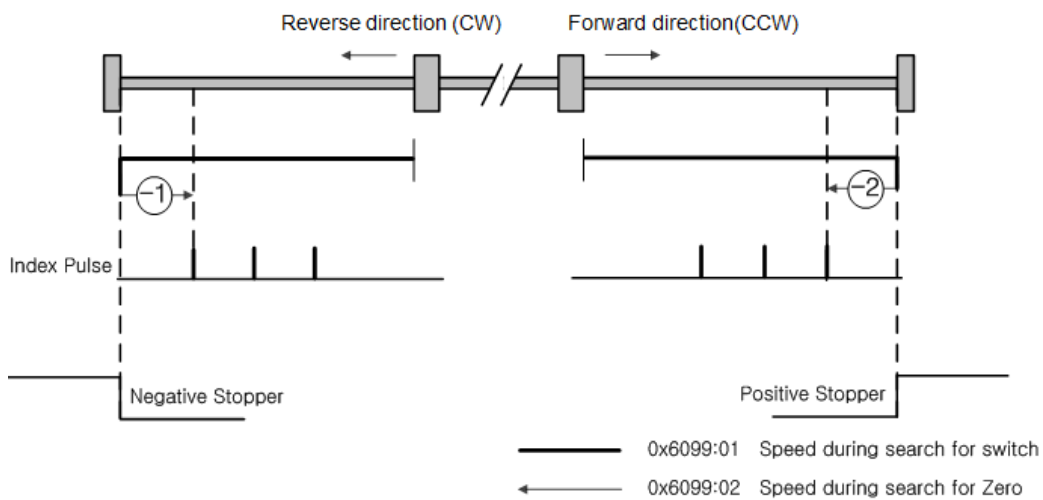 Reverse direction (CW) Forward direction(CCW)
-1 -2
Index Pulse
Negative Stopper Positive Stopper
0x6099:01 Speed during search for switch
0x6099:02 Speed during search for Zero